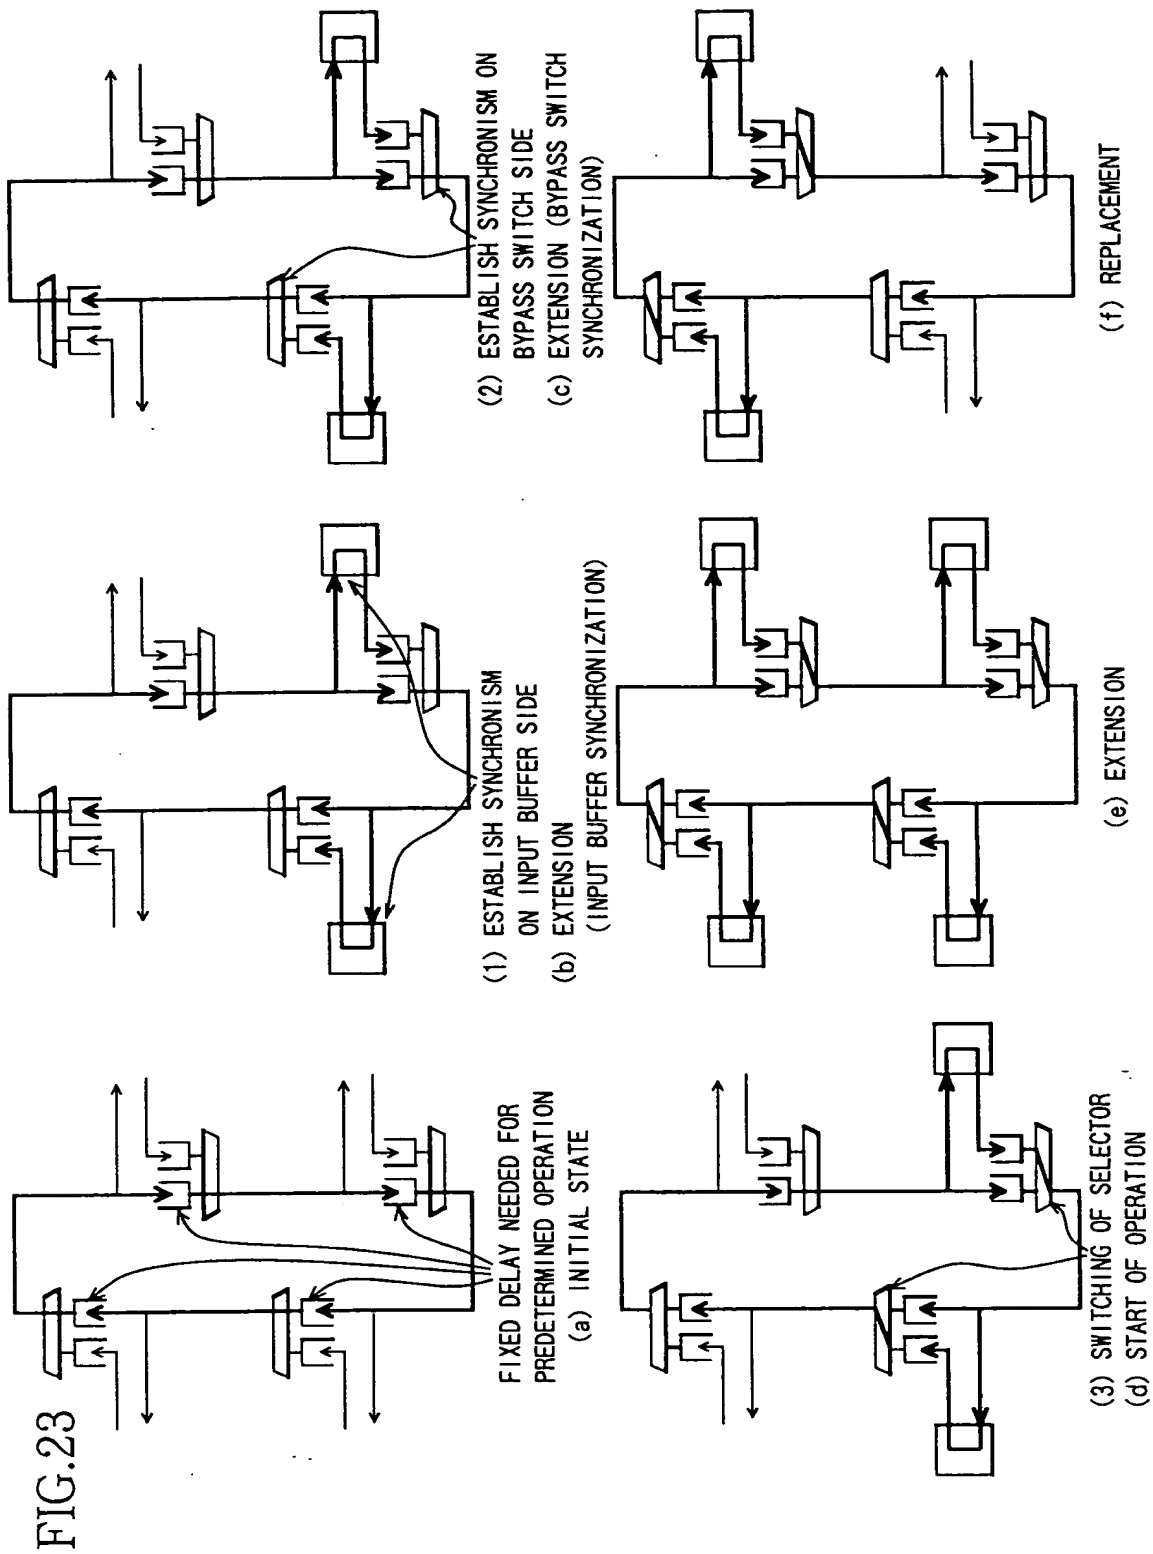 FIG.23
FIXED DELAY NEEDED FOR
PREDETERMINED OPERATION
(a) INITIAL STATE
(1) ESTABLISH SYNCHRONISM
ON INPUT BUFFER SIDE
(b) EXTENSION
(INPUT BUFFER SYNCHRONIZATION)
(2) ESTABLISH SYNCHRONISM ON
BYPASS SWITCH SIDE
(c) EXTENSION (BYPASS SWITCH
SYNCHRONIZATION)
(3) SWITCHING OF SELECTOR
(d) START OF OPERATION
(e) EXTENSION
(f) REPLACEMENT